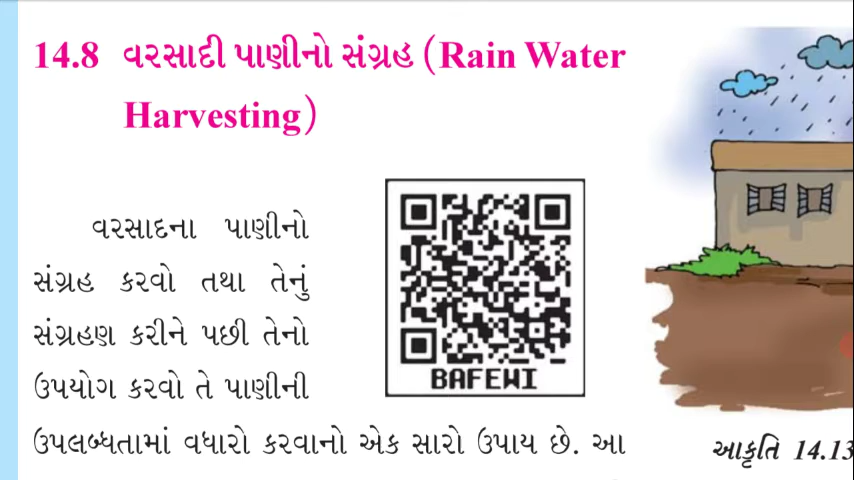 14.8 વરસાદી પાણીનો સંગ્રહ (Rain Water
Harvesting)
વરસાદના પાણીનો
સંગ્રહ કરવો તથા તેનું
સંગ્રહણ કરીને પછી તેનો
ઉપયોગ કરવો તે પાણીની
ઉપલબ્ધતામાં વધારો કરવાનો એક સારો ઉપાય છે. આ
BAFEWI
આકૃતિ 14.13